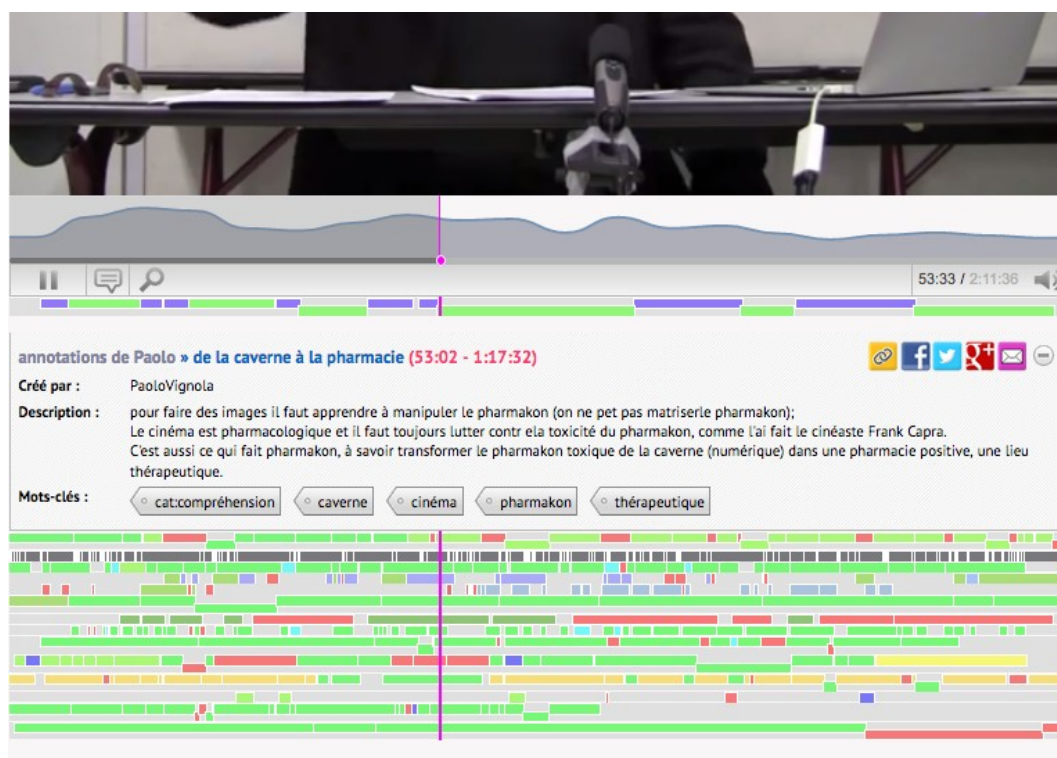 53:33 / 2:11:36
annotations de Paolo » de la caverne à la pharmacie (53:02 - 1:17:32)
Créé par : PaoloVignola
Description : pour faire des images il faut apprendre à manipuler le pharmakon (on ne pet pas matriserle pharmakon);
Le cinéma est pharmacologique et il faut toujours lutter contr ela toxicité du pharmakon, comme l'ai fait le cinéaste Frank Capra.
C'est aussi ce qui fait pharmakon, à savoir transformer le pharmakon toxique de la caverne (numérique) dans une pharmacie positive, une lieu
thérapeutique.
Mots-clés : cat:compréhension caverne cinéma pharmakon thérapeutique